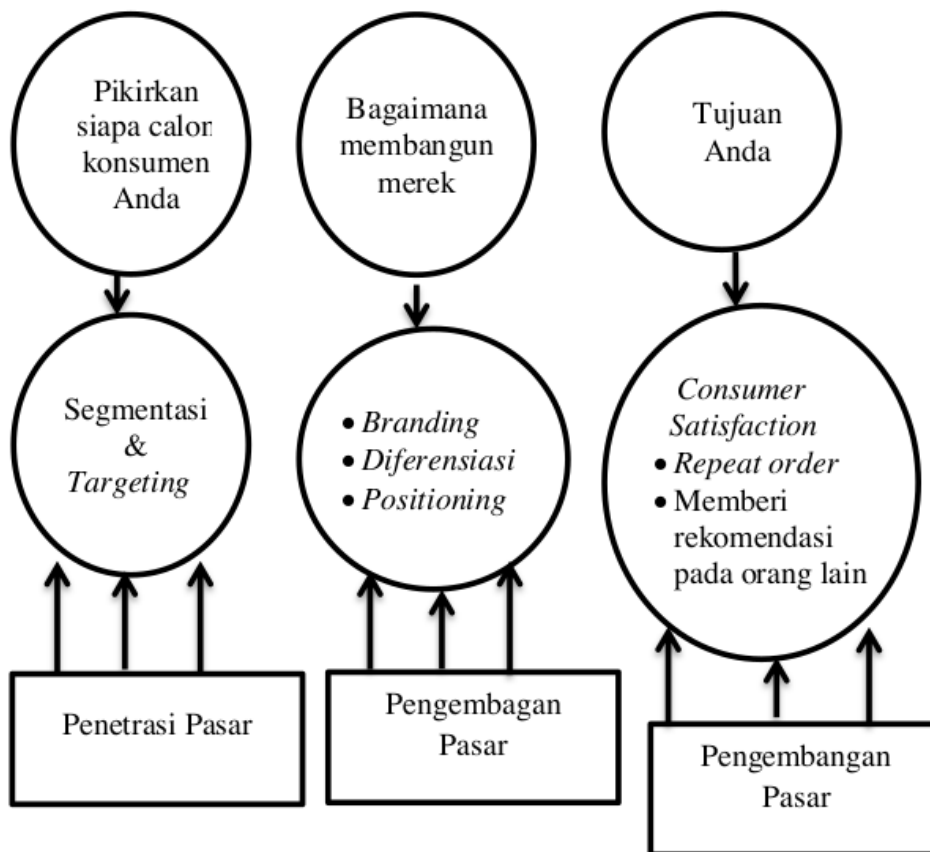 Pikirkan
siapa calon
konsumen
Anda
Bagaimana
membangun
merek
Tujuan
Anda
Segmentasi
&
Targeting
• Branding
• Diferensiasi
• Positioning
Consumer
Satisfaction
• Repeat order
• Memberi
rekomendasi
pada orang lain
Penetrasi Pasar
Pengembagan
Pasar
Pengembangan
Pasar